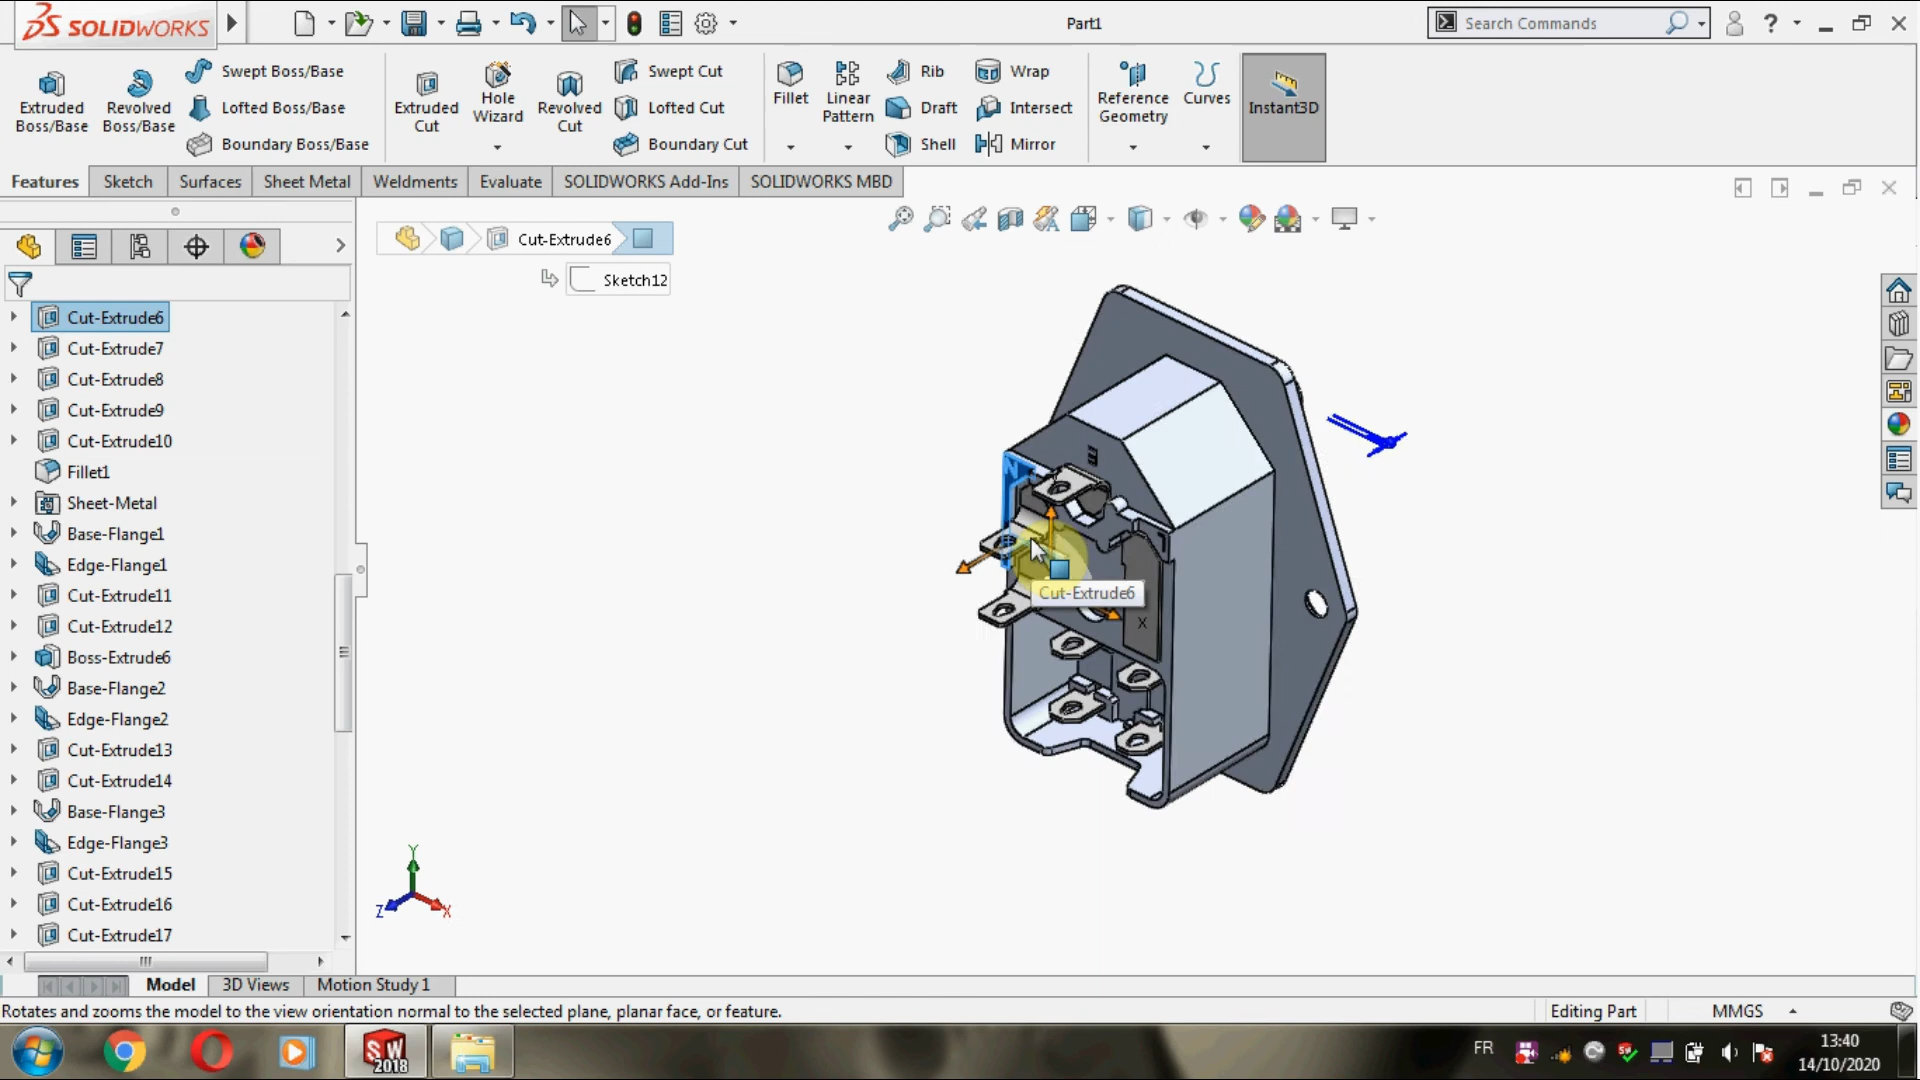 SOLIDWORKS
Part1
Search Commands
Extruded Boss/Base
Revolved Boss/Base
Swept Boss/Base
Lofted Boss/Base
Boundary Boss/Base
Extruded Cut
Hole Wizard
Revolved Cut
Swept Cut
Lofted Cut
Boundary Cut
Fillet
Linear Pattern
Rib
Draft
Shell
Wrap
Intersect
Mirror
Reference Geometry
Curves
Instant3D
Features
Sketch
Surfaces
Sheet Metal
Weldments
Evaluate
SOLIDWORKS Add-Ins
SOLIDWORKS MBD
Cut-Extrude6
Sketch12
Cut-Extrude6
Cut-Extrude7
Cut-Extrude8
Cut-Extrude9
Cut-Extrude10
Fillet1
Sheet-Metal
Base-Flange1
Edge-Flange1
Cut-Extrude11
Cut-Extrude12
Boss-Extrude6
Base-Flange2
Edge-Flange2
Cut-Extrude13
Cut-Extrude14
Base-Flange3
Edge-Flange3
Cut-Extrude15
Cut-Extrude16
Cut-Extrude17
E
N
Cut-Extrude6
X
Y
Z
X
Model
3D Views
Motion Study 1
Rotates and zooms the model to the view orientation normal to the selected plane, planar face, or feature.
Editing Part
MMGS
SW 2018
FR
13:40
14/10/2020